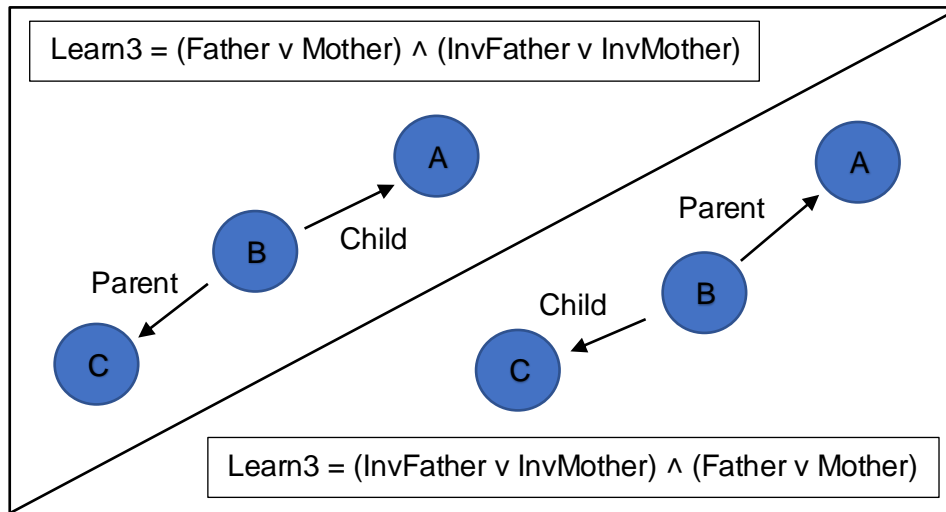 Learn3 = (Father v Mother) ʌ (InvFather v InvMother)
A
Child
B
Parent
C
A
Parent
B
Child
C
Learn3 = (InvFather v InvMother) ʌ (Father v Mother)